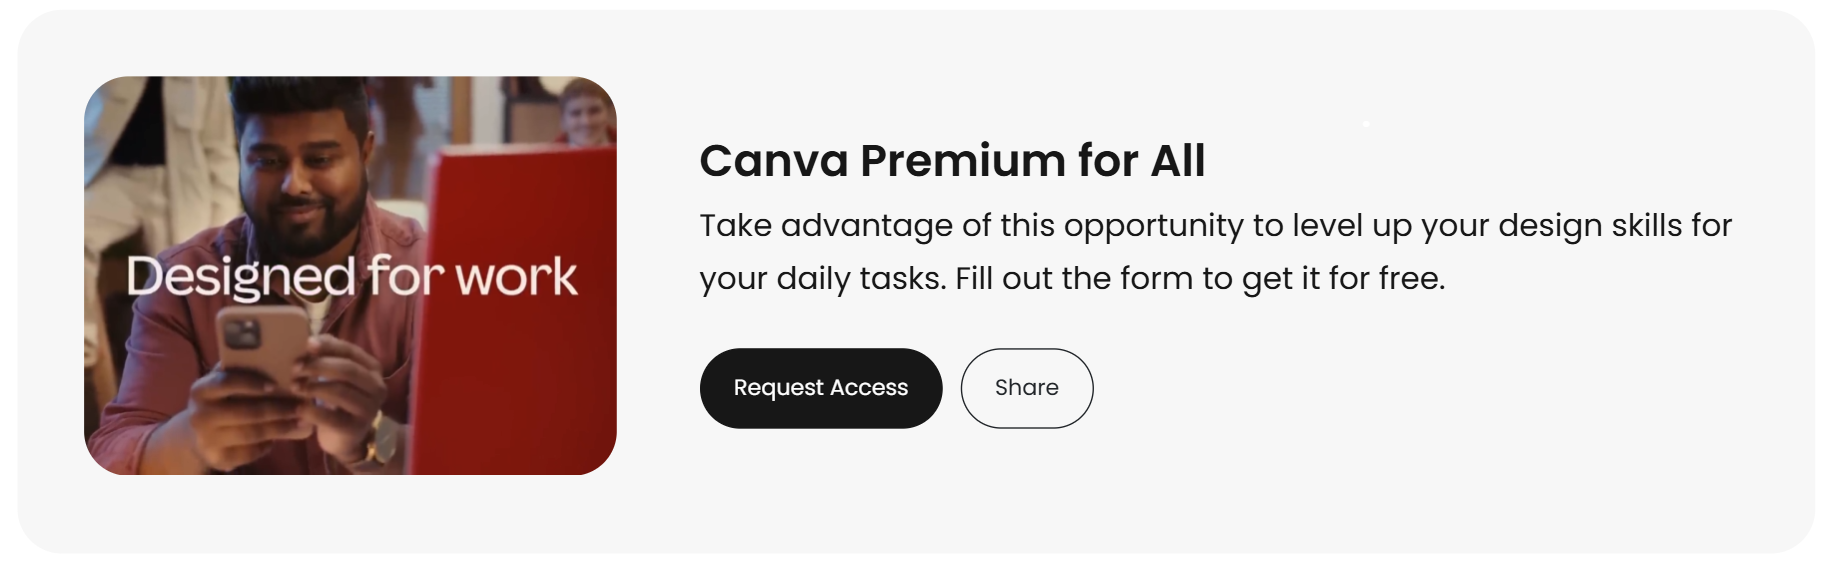 Designed for work
Canva Premium for All
Take advantage of this opportunity to level up your design skills for
your daily tasks. Fill out the form to get it for free.
Request Access
Share